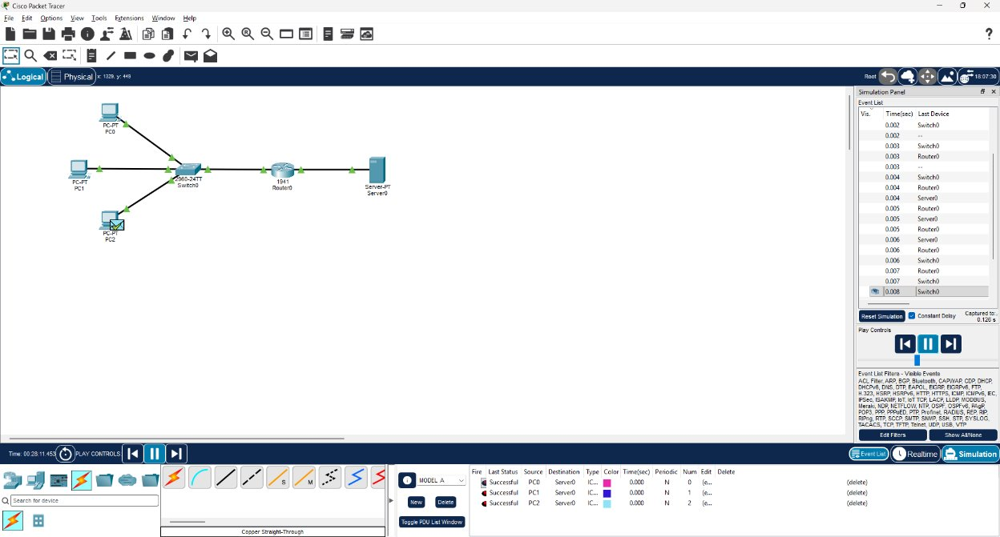 Cisco Packet Tracer
File Edit Options View Tools Extensions Window Help
Logical Physical x: 1329, y: 449 Root 18:07:30
PC-PT
PC0
PC-PT
PC1
PC-PT
PC2
2960-24TT
Switch0
1941
Router0
Server-PT
Server0
Simulation Panel
Event List
Vis. Time(sec) Last Device
0.002 Switch0
0.002 --
0.003 Switch0
0.003 Router0
0.003 --
0.004 Switch0
0.004 Router0
0.004 Server0
0.005 Router0
0.005 Server0
0.005 Router0
0.006 Server0
0.006 Router0
0.006 Switch0
0.007 Router0
0.007 Switch0
0.008 Switch0
Reset Simulation Constant Delay Captured to:
0.126 s
Play Controls
Event List Filters - Visible Events
ACL Filter, ARP, BGP, Bluetooth, CAPWAP, CDP, DHCP,
DHCPv6, DNS, DTP, EAPOL, EIGRP, EIGRPv6, FTP,
H.323, HSRP, HSRPv6, HTTP, HTTPS, ICMP, ICMPv6, IEC,
IPSec, ISAKMP, IoT, IoT TCP, LACP, LLDP, MODBUS,
Meraki, NDP, NETFLOW, NTP, OSPF, OSPFv6, PAgP,
POP3, PPP, PPPoED, PTP, Profinet, RADIUS, REP, RIP,
RIPng, RTP, SCCP, SMTP, SNMP, SSH, STP, SYSLOG,
TACACS, TCP, TFTP, Telnet, UDP, USB, VTP
Edit Filters Show All/None
Time: 00:28:11.453 PLAY CONTROLS: Event List Realtime Simulation
S M
Search for device
Copper Straight-Through
MODEL A
New Delete
Toggle PDU List Window
Fire Last Status Source Destination Type Color Time(sec) Periodic Num Edit Delete
Successful PC0 Server0 IC... 0.000 N 0 (e... (delete)
Successful PC1 Server0 IC... 0.000 N 1 (e... (delete)
Successful PC2 Server0 IC... 0.000 N 2 (e... (delete)